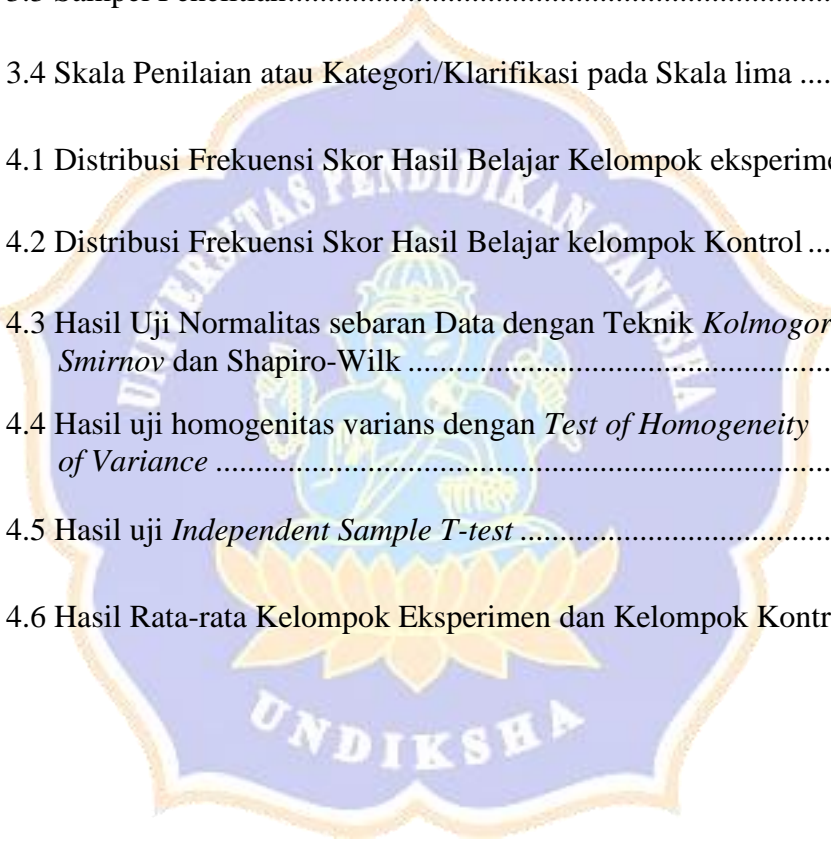 3.4 Skala Penilaian atau Kategori/Klarifikasi pada Skala lima .....
4.1 Distribusi Frekuensi Skor Hasil Belajar Kelompok
4.2 Distribusi Frekuensi Skor Hasil Belajar kelompok Kontrol ...
4.3 Hasil Uji Normalitas sebaran Data dengan Teknik
Smirnov dan Shapiro-Wilk .....................................................
4.4 Hasil uji homogenitas varians dengan Test of Homogeneity
of Variance .............................................................................
4.5 Hasil uji Independent Sample T-test .......................................
4.6 Hasil Rata-rata Kelompok Eksperimen dan Kelompok
UNIVERSITAS PENDIDIKAN GANESHA
UNDIKSHA